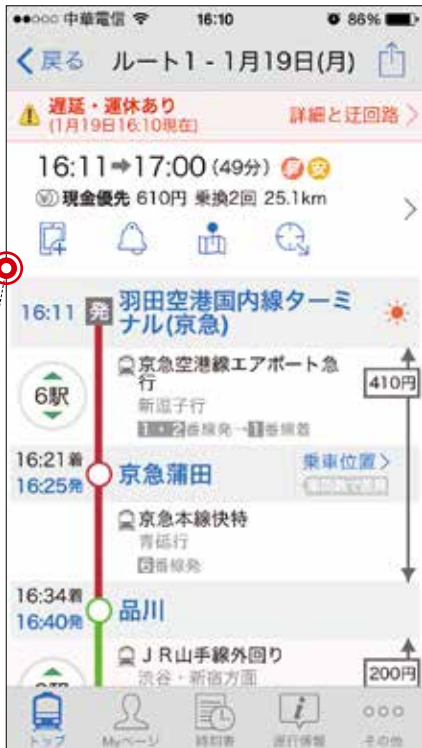 中華電信 16:10 86%
戻る ルート1 - 1月19日(月)
遅延・運休あり
(1月19日16:10現在) 詳細と迂回路 >
16:11➡17:00 (49分) 早 安
現金優先 610円 乗換2回 25.1km
16:11 発 羽田空港国内線ターミ
ナル(京急)
京急空港線エアポート急
行
6駅
新逗子行
1・2番線発→1番線着
410円
16:21着
16:25発
京急蒲田
乗車位置 >
京急本線快特
青砥行
6番線発
16:34着
16:40発
品川
JR山手線外回り
渋谷・新宿方面
200円
トップ Myページ 時刻表 運行情報 その他